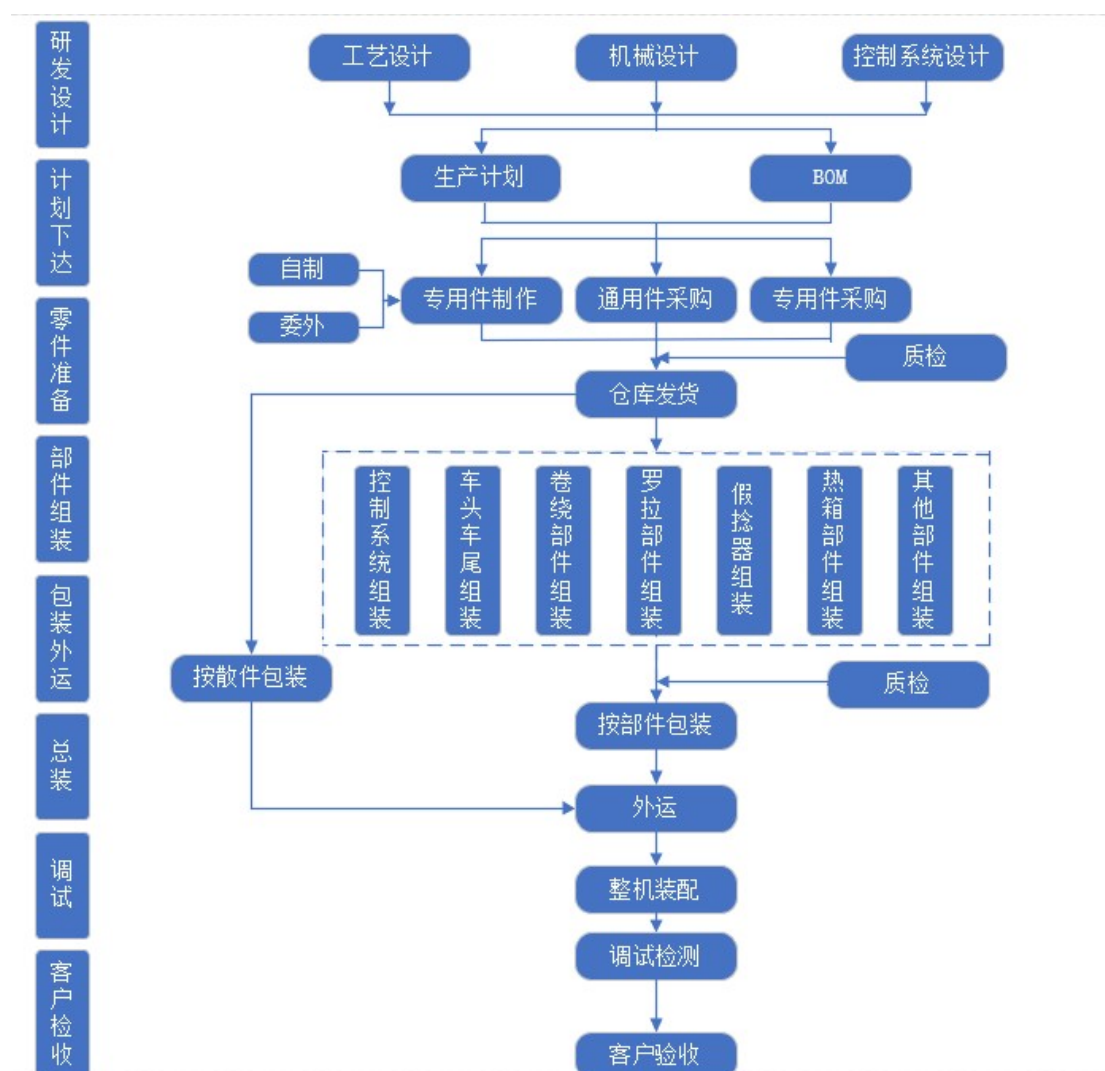 研发设计
工艺设计
机械设计
控制系统设计
计划下达
生产计划
BOM
自制
委外
专用件制作
通用件采购
专用件采购
零件准备
质检
仓库发货
部件组装
控制系统组装
车头车尾组装
卷绕部件组装
罗拉部件组装
假捻器组装
热箱部件组装
其他部件组装
包装外运
按散件包装
质检
按部件包装
总装
外运
调试
整机装配
调试检测
客户检收
客户验收